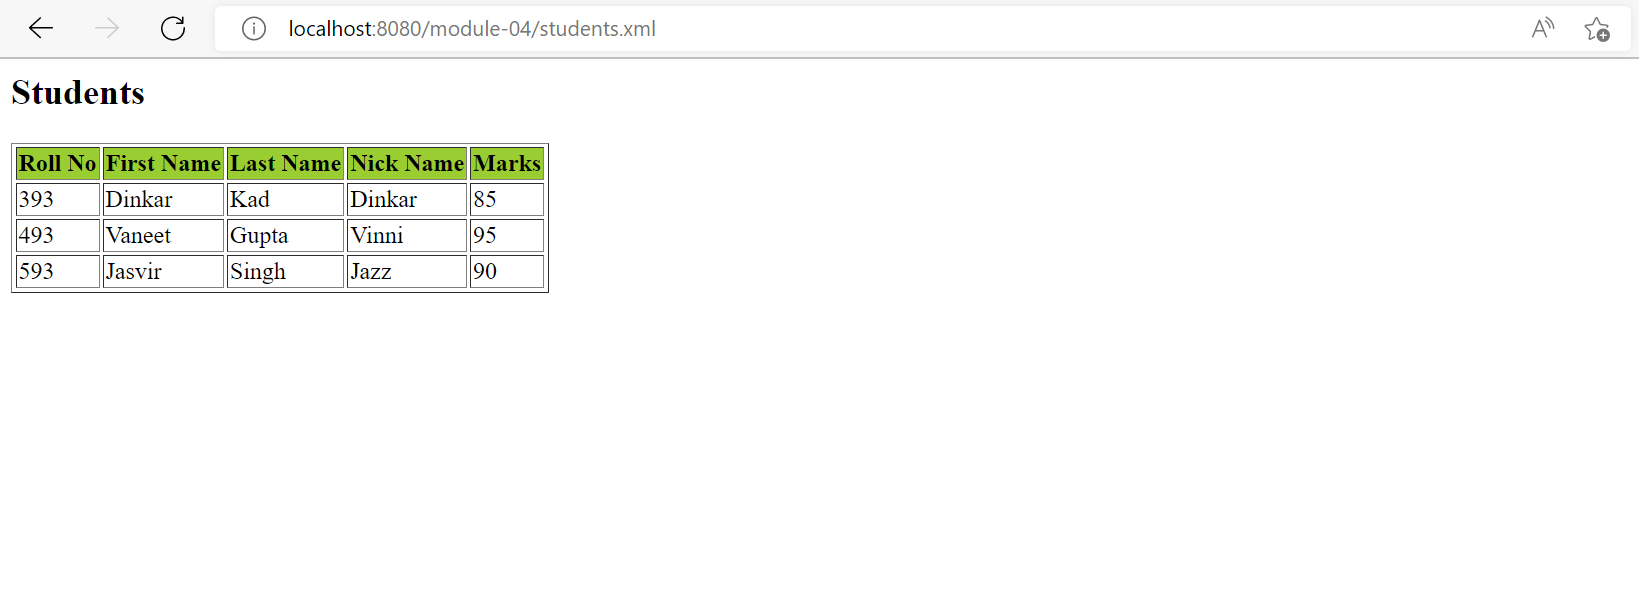 localhost:8080/module-04/students.xml
Students
Roll No First Name Last Name Nick Name Marks
393 Dinkar Kad Dinkar 85
493 Vaneet Gupta Vinni 95
593 Jasvir Singh Jazz 90